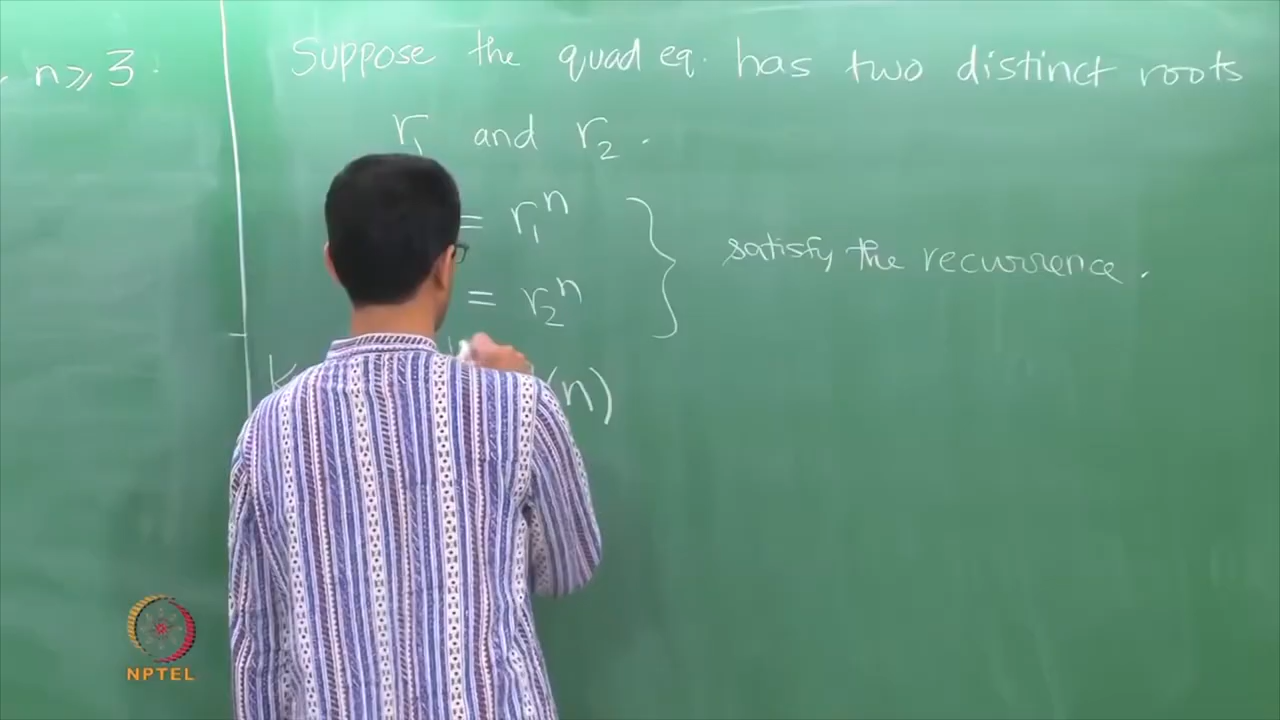 n ≥ 3.
Suppose the quad eq. has two distinct roots
r₁ and r₂.
= r₁ⁿ
= r₂ⁿ
satisfy the recurrence.
(n)
NPTEL